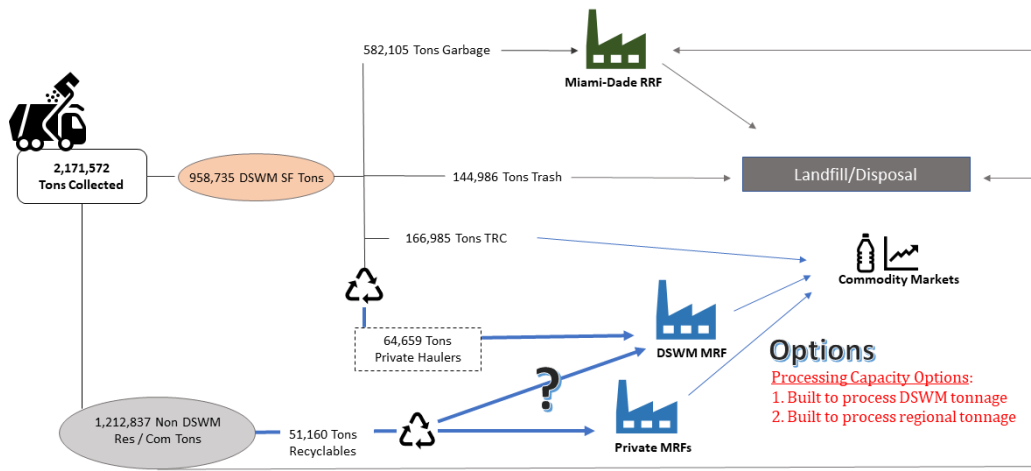 582,105 Tons Garbage
Miami-Dade RRF
2,171,572
Tons Collected
958,735 DSWM SF Tons
144,986 Tons Trash
Landfill/Disposal
166,985 Tons TRC
Commodity Markets
64,659 Tons
Private Haulers
DSWM MRF
?
Options
Processing Capacity Options:
1. Built to process DSWM tonnage
2. Built to process regional tonnage
1,212,837 Non DSWM
Res / Com Tons
51,160 Tons
Recyclables
Private MRFs